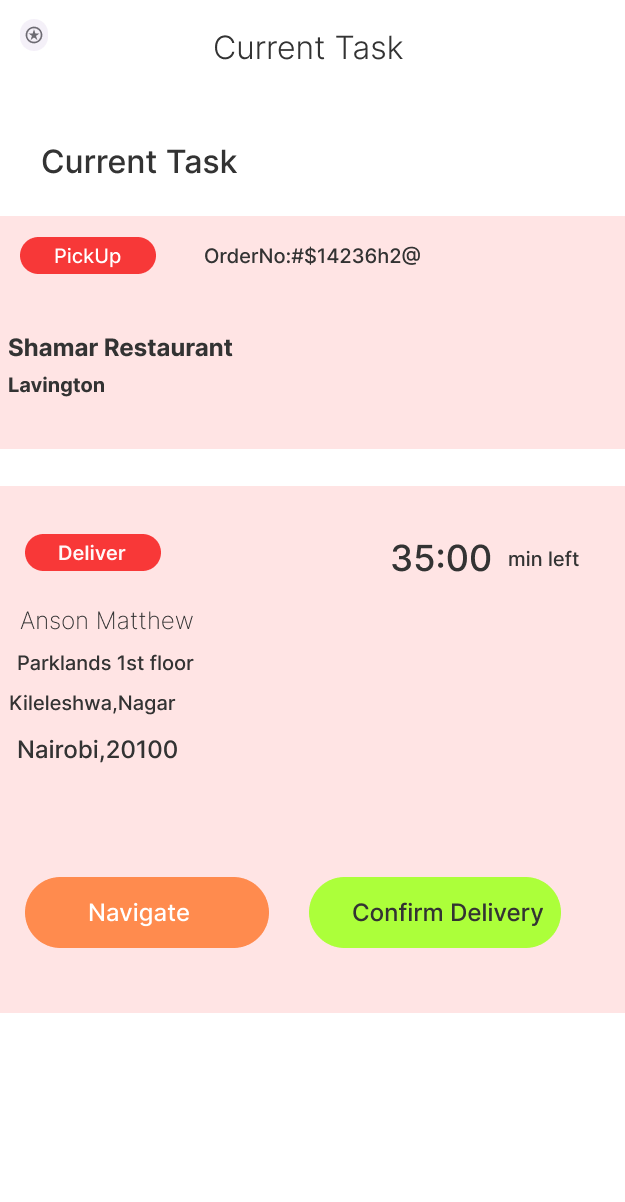 Current Task
Current Task
PickUp OrderNo:#$14236h2@
Shamar Restaurant
Lavington
Deliver 35:00 min left
Anson Matthew
Parklands 1st floor
Kileleshwa,Nagar
Nairobi,20100
Navigate Confirm Delivery